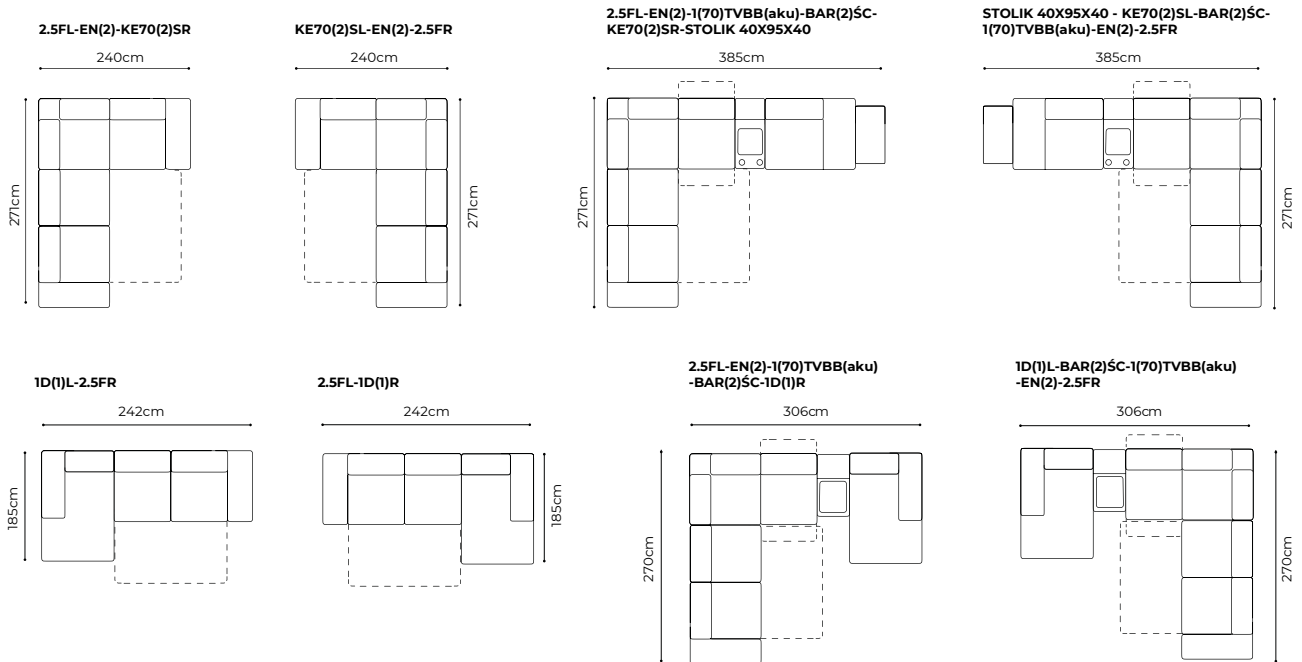 2.5FL-EN(2)-KE70(2)SR
240cm
271cm
KE70(2)SL-EN(2)-2.5FR
240cm
271cm
2.5FL-EN(2)-1(70)TVBB(aku)-BAR(2)ŚC-
KE70(2)SR-STOLIK 40X95X40
385cm
271cm
STOLIK 40X95X40 - KE70(2)SL-BAR(2)ŚC-
1(70)TVBB(aku)-EN(2)-2.5FR
385cm
271cm
1D(1)L-2.5FR
242cm
185cm
2.5FL-1D(1)R
242cm
185cm
2.5FL-EN(2)-1(70)TVBB(aku)
-BAR(2)ŚC-1D(1)R
306cm
270cm
1D(1)L-BAR(2)ŚC-1(70)TVBB(aku)
-EN(2)-2.5FR
306cm
270cm